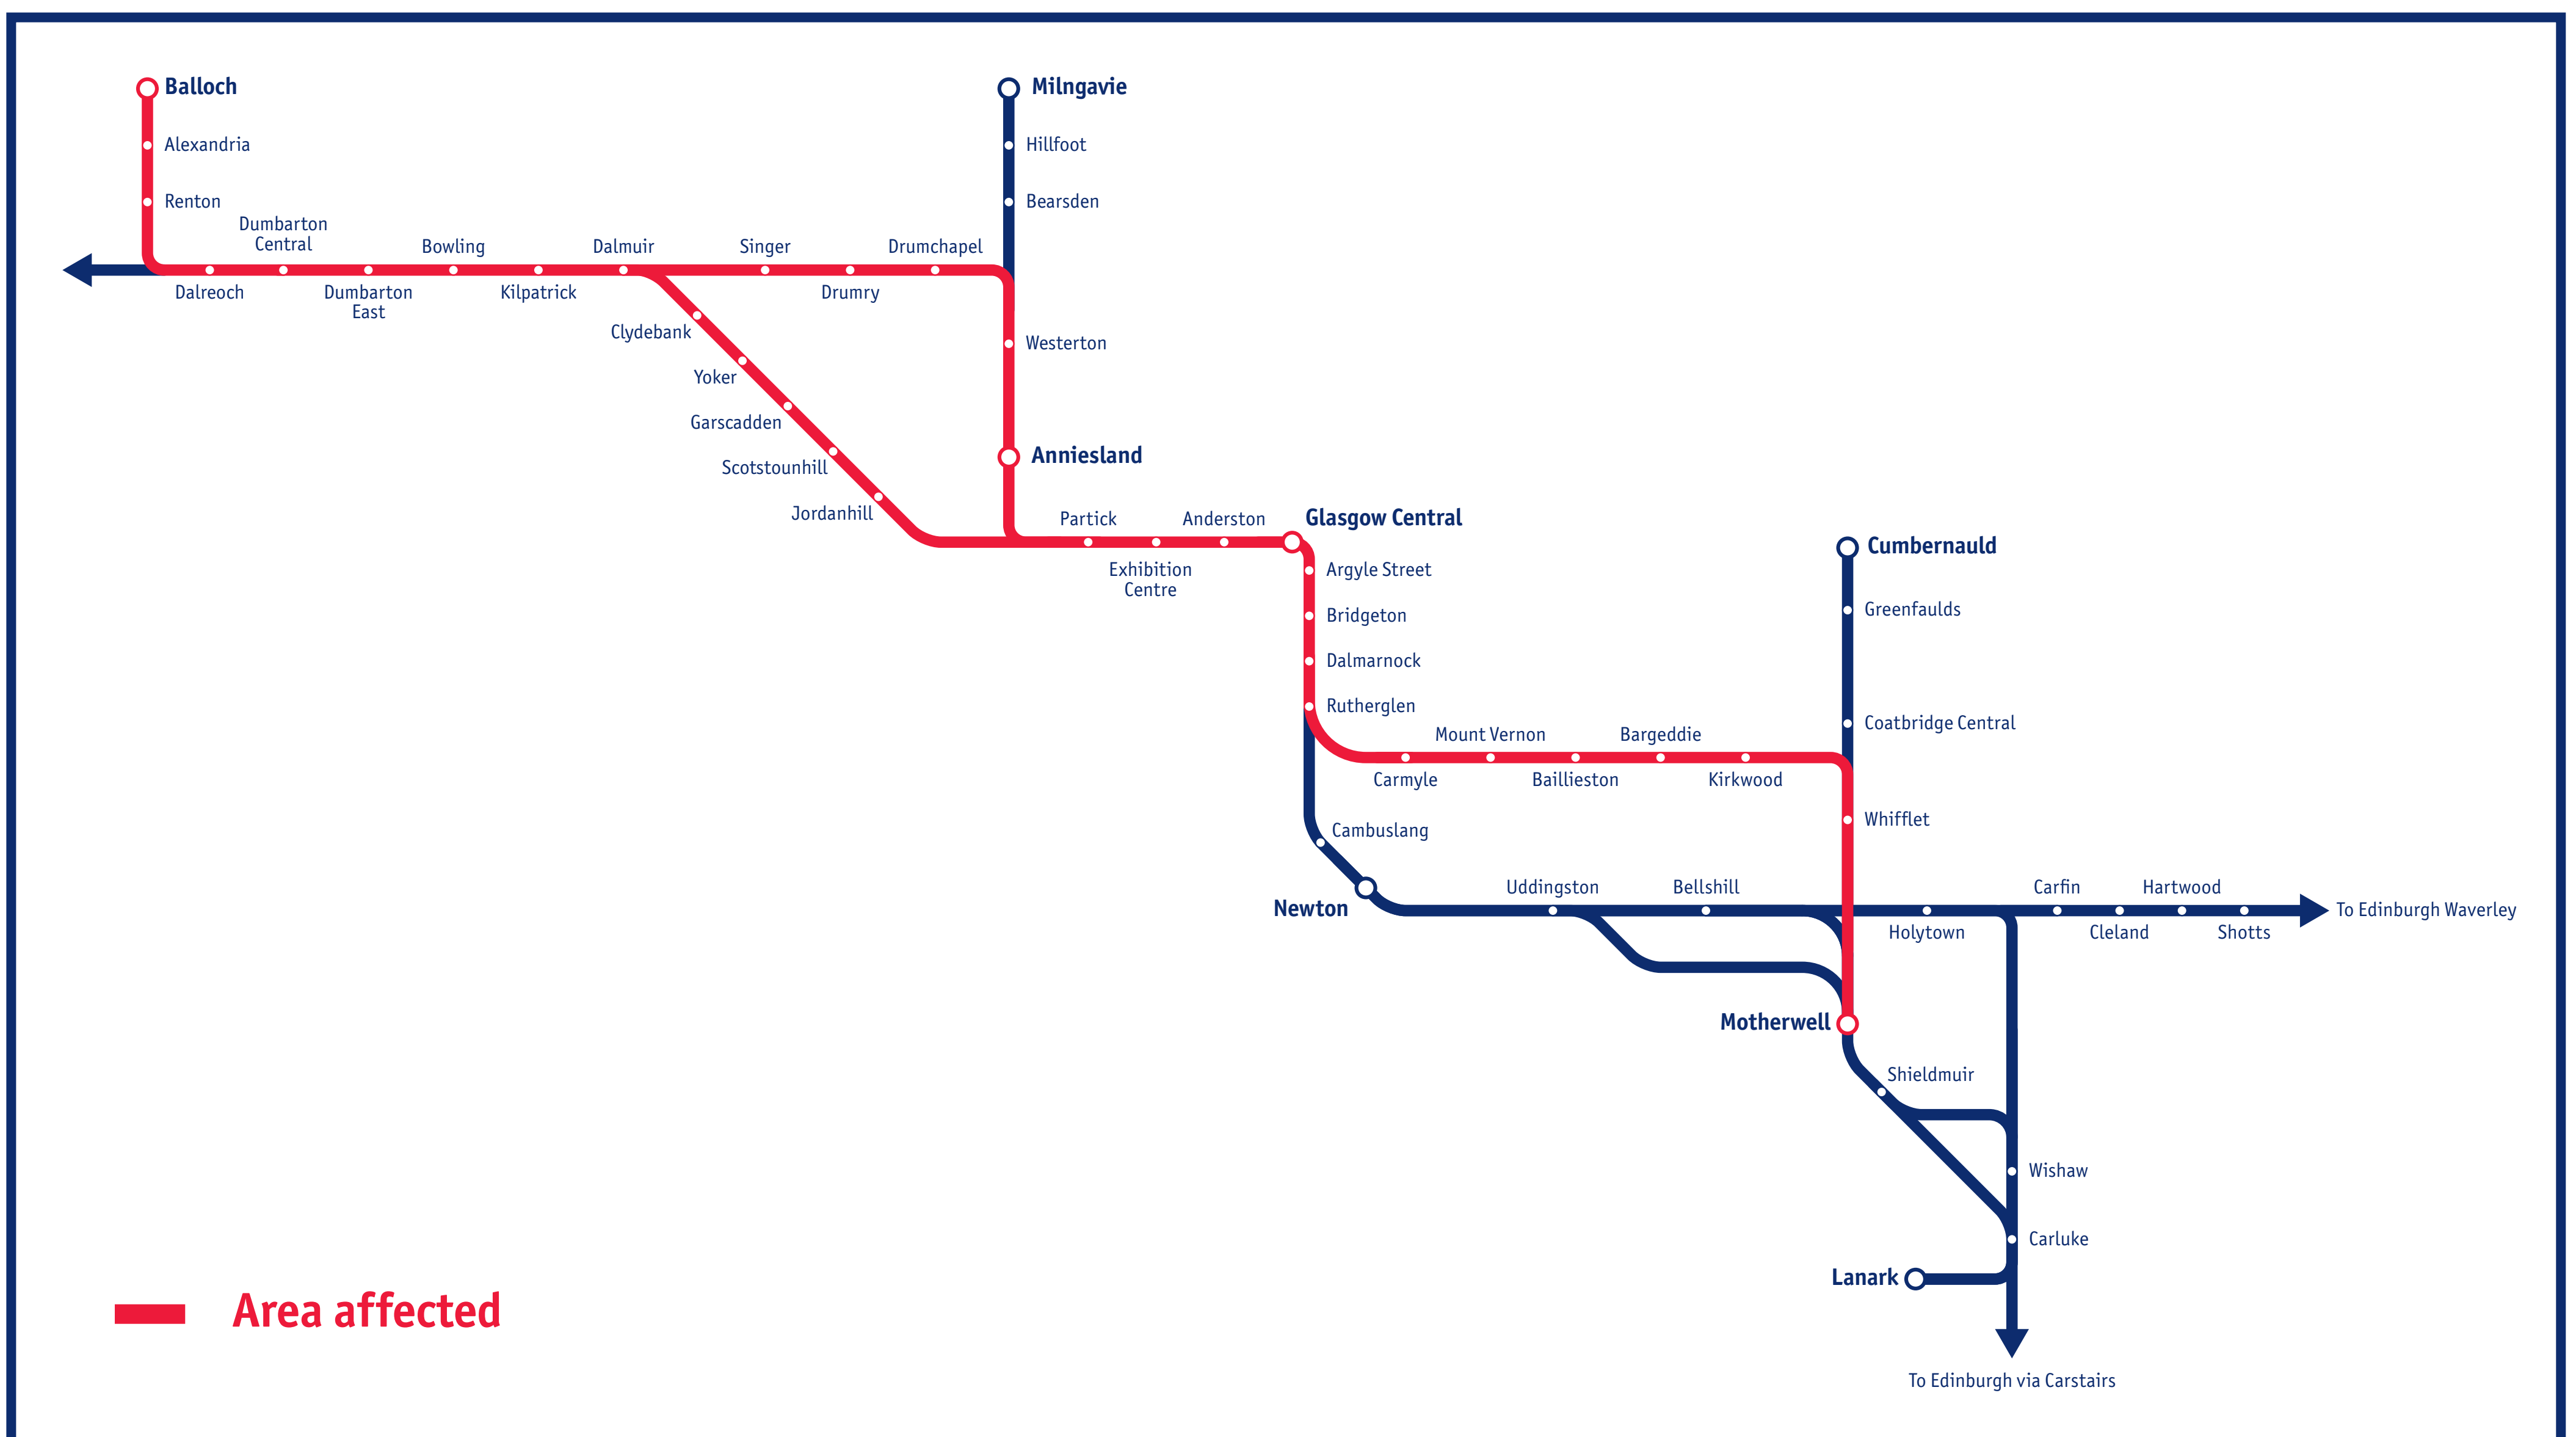 Balloch
Milngavie
Alexandria
Hillfoot
Renton
Bearsden
Dumbarton
Central
Bowling
Dalmuir
Singer
Drumchapel
Dalreoch
Dumbarton
East
Kilpatrick
Drumry
Clydebank
Westerton
Yoker
Garscadden
Anniesland
Scotstounhill
Jordanhill
Partick
Anderston
Glasgow Central
Exhibition
Centre
Argyle Street
Cumbernauld
Bridgeton
Greenfaulds
Dalmarnock
Rutherglen
Coatbridge Central
Mount Vernon
Bargeddie
Carmyle
Baillieston
Kirkwood
Whifflet
Cambuslang
Newton
Uddingston
Bellshill
Carfin
Hartwood
To Edinburgh Waverley
Holytown
Cleland
Shotts
Motherwell
Shieldmuir
Wishaw
Carluke
Lanark
Area affected
To Edinburgh via Carstairs